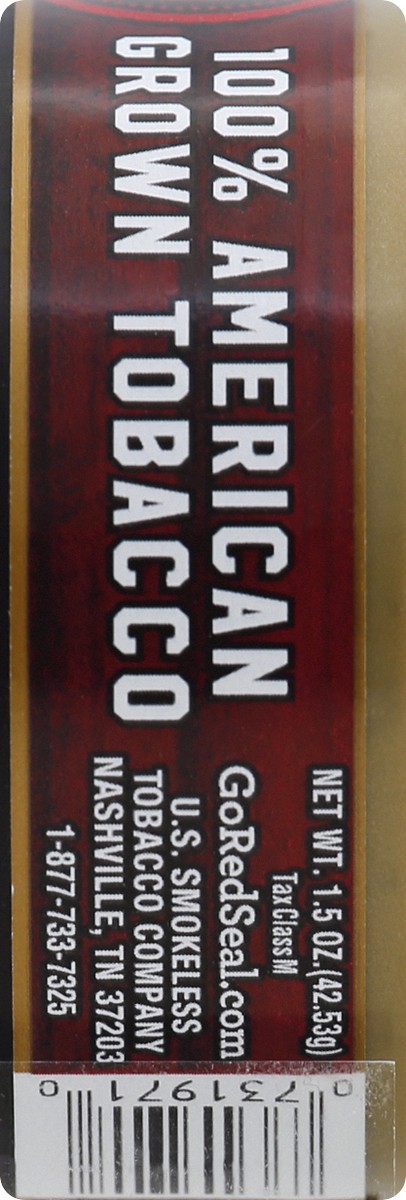 100% AMERICAN
GROWN TOBACCO
NET WT. 1.5 OZ.(42.53g)
Tax Class M
GoRedSeal.com
U.S. SMOKELESS
TOBACCO COMPANY
NASHVILLE, TN 37203
1-877-733-7325
0 731971 0